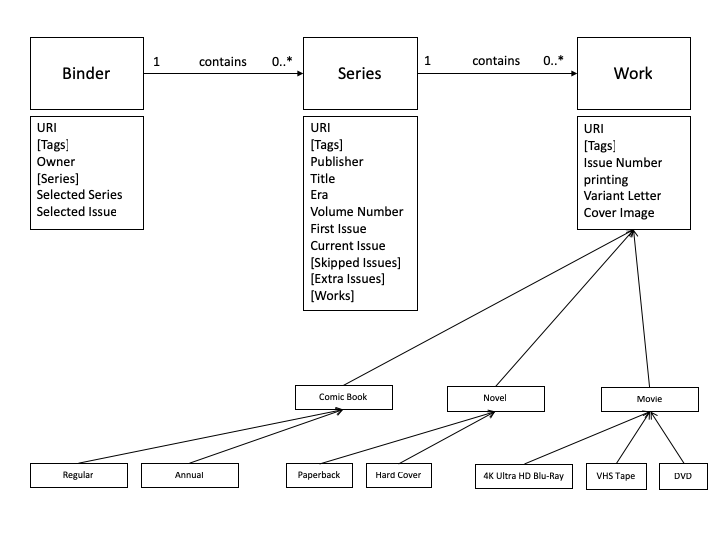 1 contains 0..*
1 contains 0..*
Binder
Series
Work
URI
[Tags]
Owner
[Series]
Selected Series
Selected Issue
URI
[Tags]
Publisher
Title
Era
Volume Number
First Issue
Current Issue
[Skipped Issues]
[Extra Issues]
[Works]
URI
[Tags]
Issue Number
printing
Variant Letter
Cover Image
Comic Book
Novel
Movie
Regular
Annual
Paperback
Hard Cover
4K Ultra HD Blu-Ray
VHS Tape
DVD